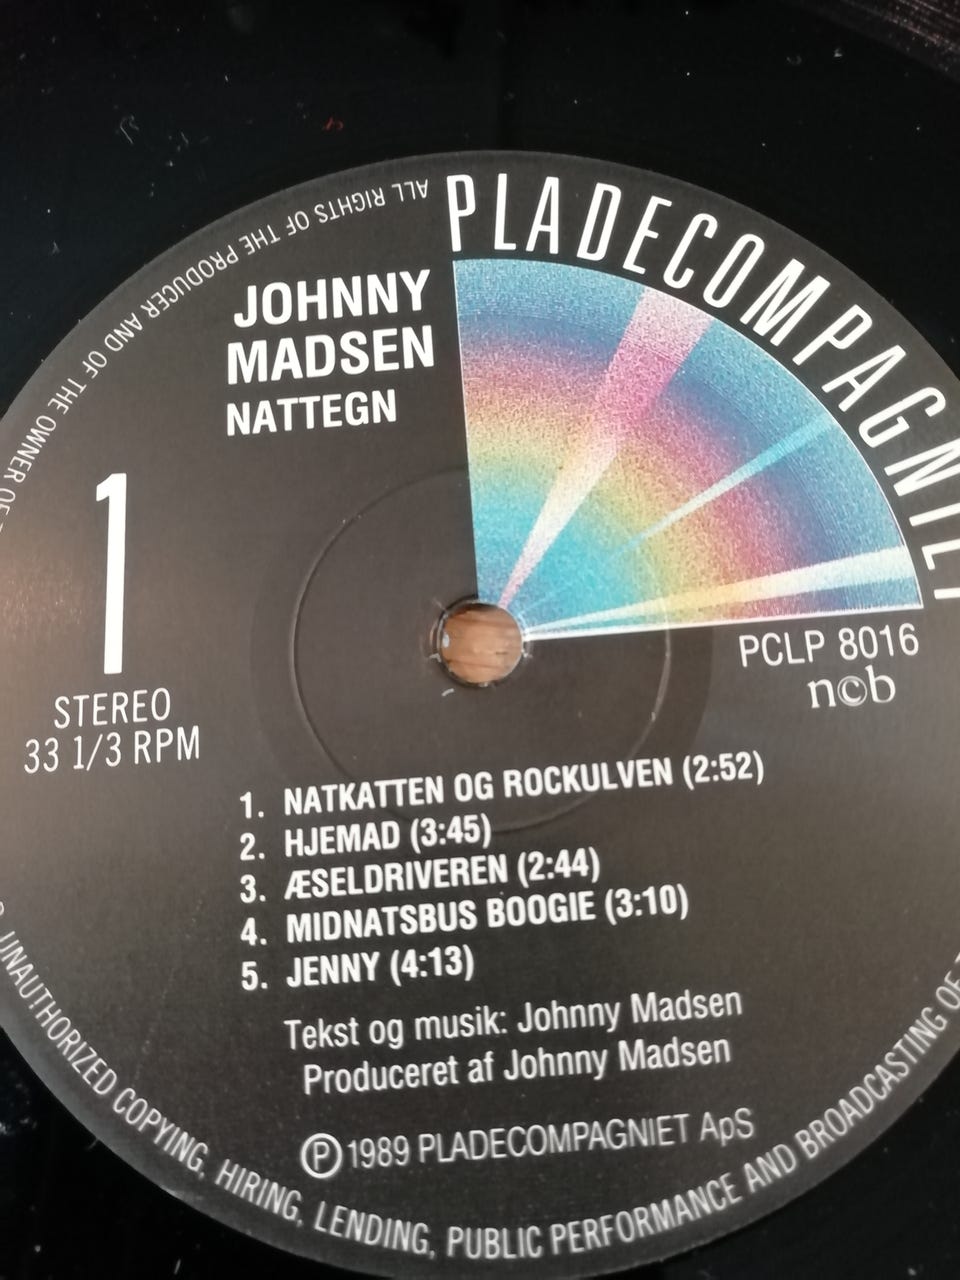 PLADECOMPAGNIET
JOHNNY
MADSEN
NATTEGN
1
STEREO
33 1/3 RPM
PCLP 8016
n©b
1. NATKATTEN OG ROCKULVEN (2:52)
2. HJEMAD (3:45)
3. ÆSELDRIVEREN (2:44)
4. MIDNATSBUS BOOGIE (3:10)
5. JENNY (4:13)
Tekst og musik: Johnny Madsen
Produceret af Johnny Madsen
Ⓟ 1989 PLADECOMPAGNIET ApS
ALL RIGHTS OF THE PRODUCER AND OF THE OWNER OF
UNAUTHORIZED COPYING, HIRING, LENDING, PUBLIC PERFORMANCE AND BROADCASTING OF